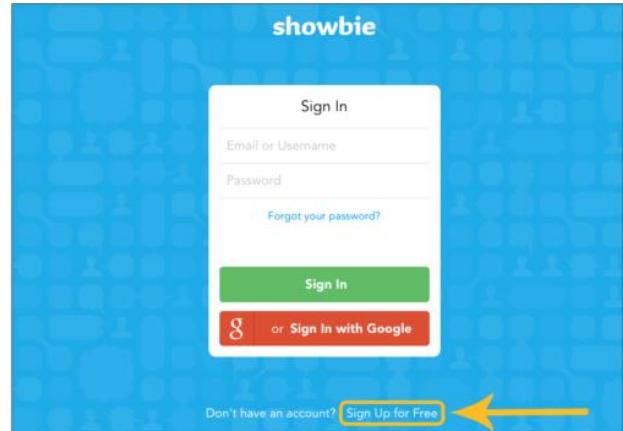 showbie
Sign In
Email or Username
Password
Forgot your password?
Sign In
g or Sign In with Google
Don't have an account? Sign Up for Free